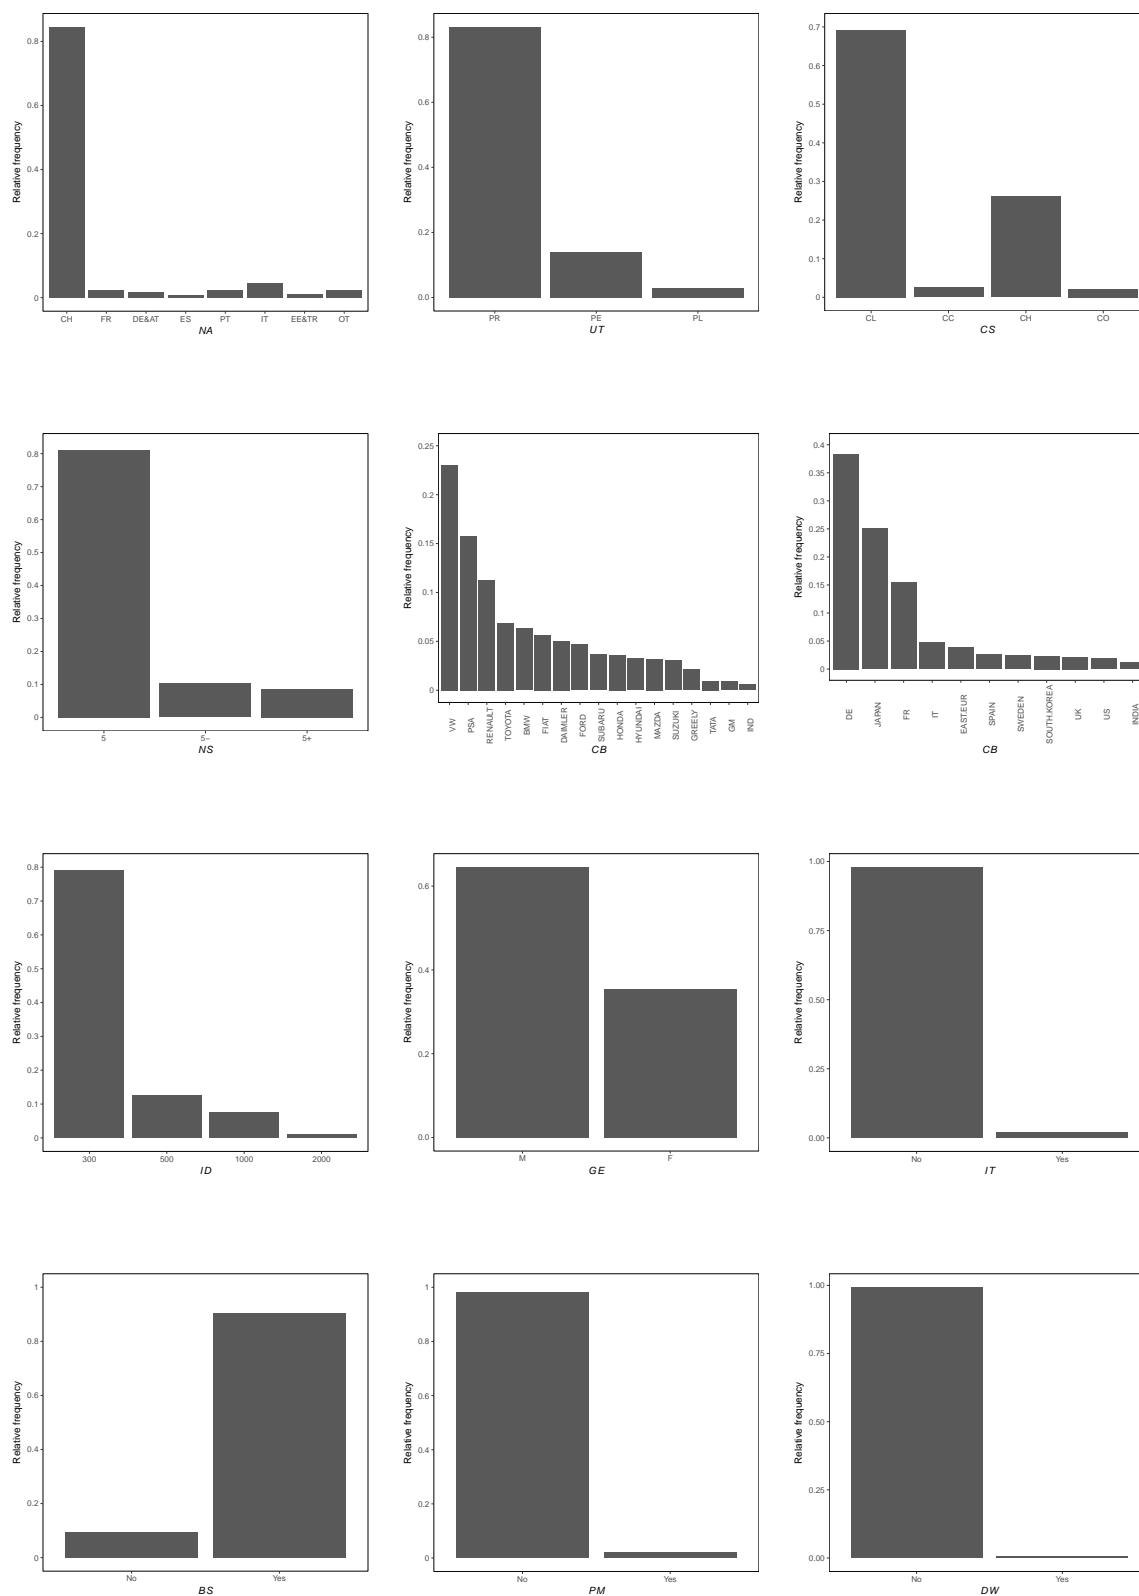 Relative frequency
0.8
0.6
0.4
0.2
0
CH FR DE&AT ES PT IT EE&TR OT
NA
Relative frequency
0.8
0.6
0.4
0.2
0
PR PE PL
UT
Relative frequency
0.7
0.6
0.5
0.4
0.3
0.2
0.1
0
CL CC CH CO
CS
Relative frequency
0.8
0.7
0.6
0.5
0.4
0.3
0.2
0.1
0
5 5− 5+
NS
Relative frequency
0.25
0.2
0.15
0.1
0.05
0
VW PSA RENAULT TOYOTA BMW FIAT DAIMLER FORD SUBARU HONDA HYUNDAI MAZDA SUZUKI GREELY TATA GM IND
CB
Relative frequency
0.4
0.35
0.3
0.25
0.2
0.15
0.1
0.05
0
DE JAPAN FR IT EAST.EUR SPAIN SWEDEN SOUTH.KOREA UK US INDIA
CB
Relative frequency
0.8
0.7
0.6
0.5
0.4
0.3
0.2
0.1
0
300 500 1000 2000
ID
Relative frequency
0.6
0.4
0.2
0.0
M F
GE
Relative frequency
1.00
0.75
0.50
0.25
0.00
No Yes
IT
Relative frequency
1
0.8
0.6
0.4
0.2
0
No Yes
BS
Relative frequency
1
0.8
0.6
0.4
0.2
0
No Yes
PM
Relative frequency
1.00
0.75
0.50
0.25
0.00
No Yes
DW